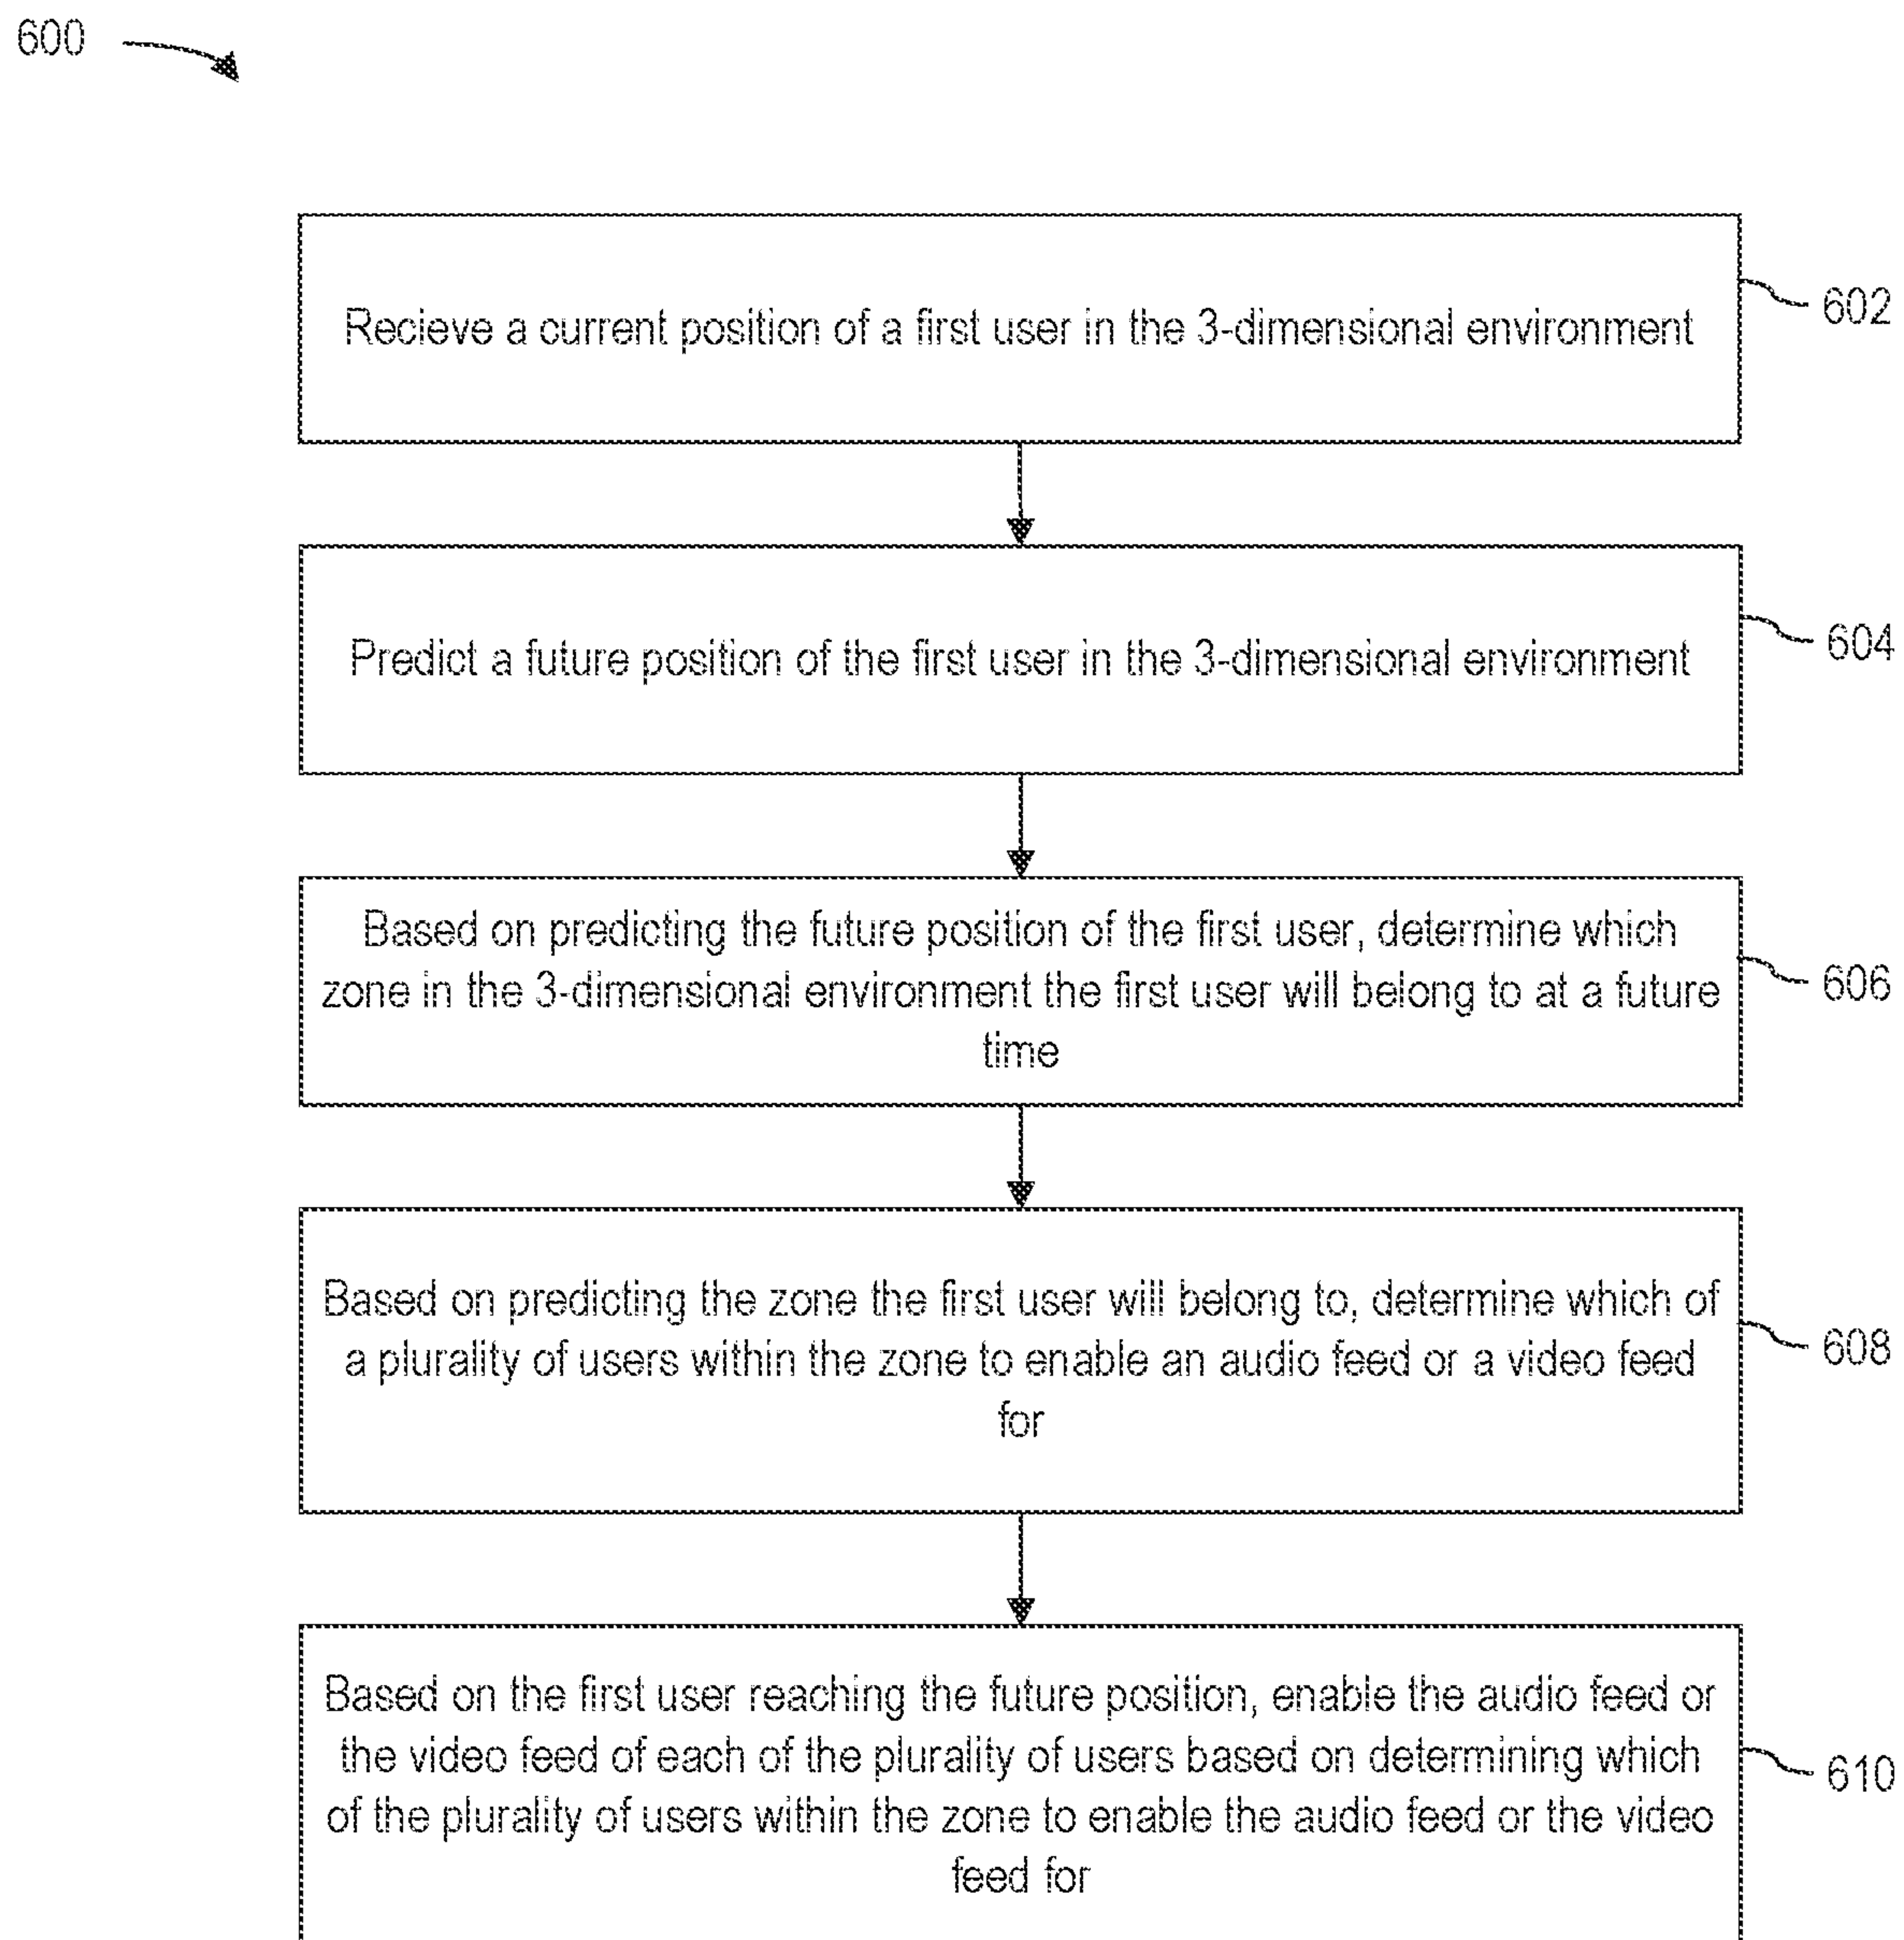 600
Recieve a current position of a first user in the 3-dimensional environment
602
Predict a future position of the first user in the 3-dimensional environment
604
Based on predicting the future position of the first user, determine which
zone in the 3-dimensional environment the first user will belong to at a future
time
606
Based on predicting the zone the first user will belong to, determine which of
a plurality of users within the zone to enable an audio feed or a video feed
for
608
Based on the first user reaching the future position, enable the audio feed or
the video feed of each of the plurality of users based on determining which
of the plurality of users within the zone to enable the audio feed or the video
feed for
610